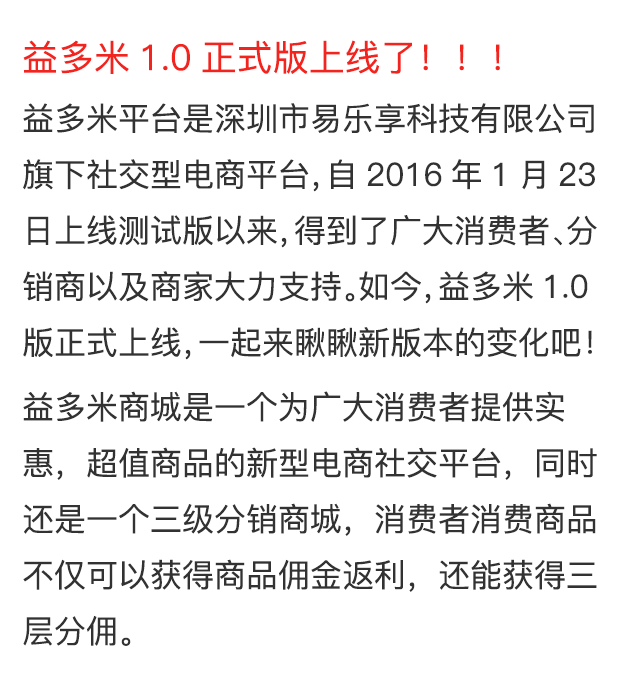 益多米 1.0 正式版上线了！！！
益多米平台是深圳市易乐享科技有限公司
旗下社交型电商平台，自 2016 年 1 月 23
日上线测试版以来，得到了广大消费者、分
销商以及商家大力支持。如今，益多米 1.0
版正式上线，一起来瞅瞅新版本的变化吧！
益多米商城是一个为广大消费者提供实
惠，超值商品的新型电商社交平台，同时
还是一个三级分销商城，消费者消费商品
不仅可以获得商品佣金返利，还能获得三
层分佣。